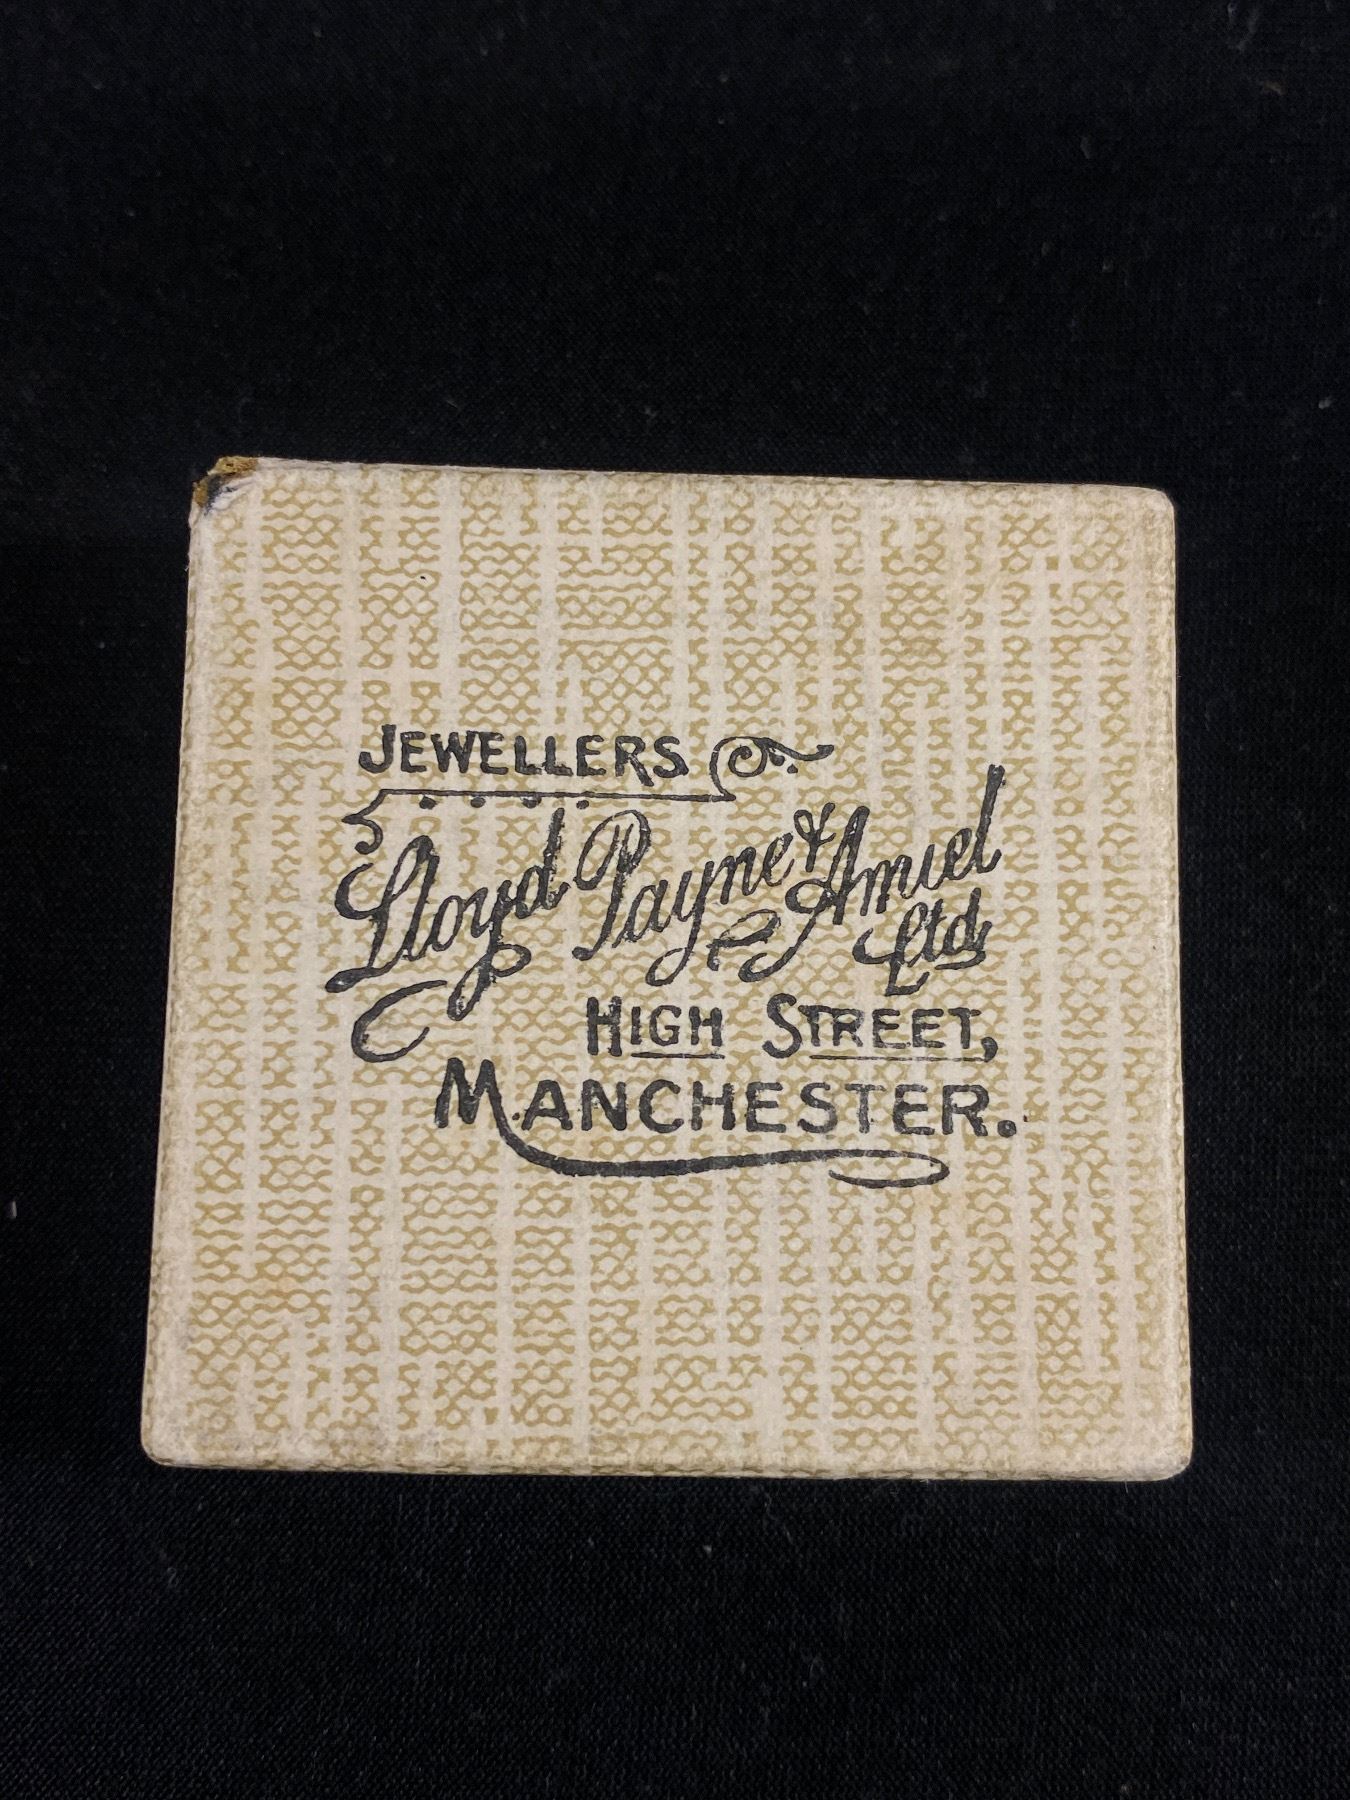 JEWELLERS
Lloyd Payne & Amiel
Ltd
HIGH STREET,
MANCHESTER.